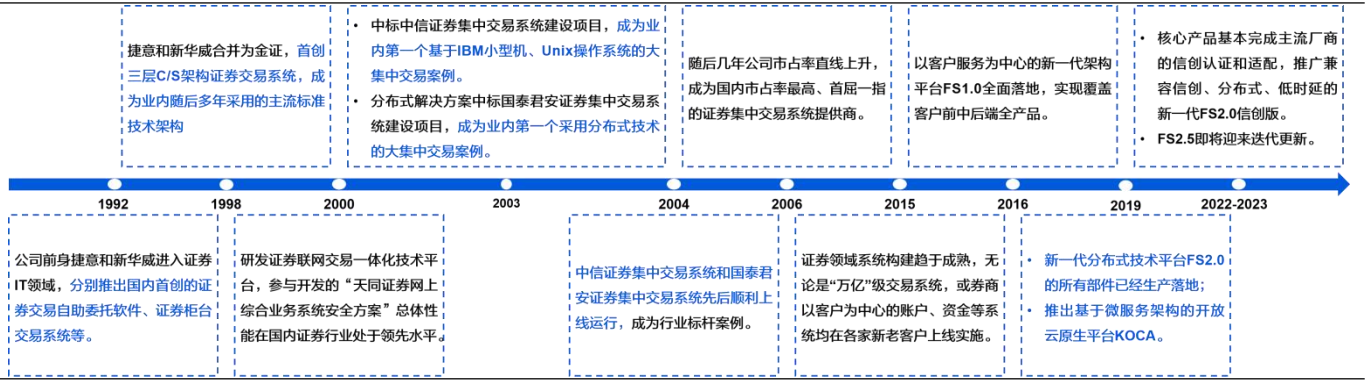 捷意和新华威合并为金证，首创
三层C/S架构证券交易系统，成
为业内随后多年采用的主流标准
技术架构
• 中标中信证券集中交易系统建设项目，成为业
内第一个基于IBM小型机、Unix操作系统的大
集中交易案例。
• 分布式解决方案中标国泰君安证券集中交易系
统建设项目，成为业内第一个采用分布式技术
的大集中交易案例。
随后几年公司市占率直线上升，
成为国内市占率最高、首屈一指
的证券集中交易系统提供商。
以客户服务为中心的新一代架构
平台FS1.0全面落地，实现覆盖
客户前中后端全产品。
• 核心产品基本完成主流厂商
的信创认证和适配，推广兼
容信创、分布式、低时延的
新一代FS2.0信创版。
• FS2.5即将迎来迭代更新。
1992 1998 2000 2003 2004 2006 2015 2016 2019 2022-2023
公司前身捷意和新华威进入证券
IT领域，分别推出国内首创的证
券交易自助委托软件、证券柜台
交易系统等。
研发证券联网交易一体化技术平
台，参与开发的“天同证券网上
综合业务系统安全方案”总体性
能在国内证券行业处于领先水平。
中信证券集中交易系统和国泰君
安证券集中交易系统先后顺利上
线运行，成为行业标杆案例。
证券领域系统构建趋于成熟，无
论是“万亿”级交易系统，或券商
以客户为中心的账户、资金等系
统均在各家新老客户上线实施。
• 新一代分布式技术平台FS2.0
的所有部件已经生产落地；
• 推出基于微服务架构的开放
云原生平台KOCA。